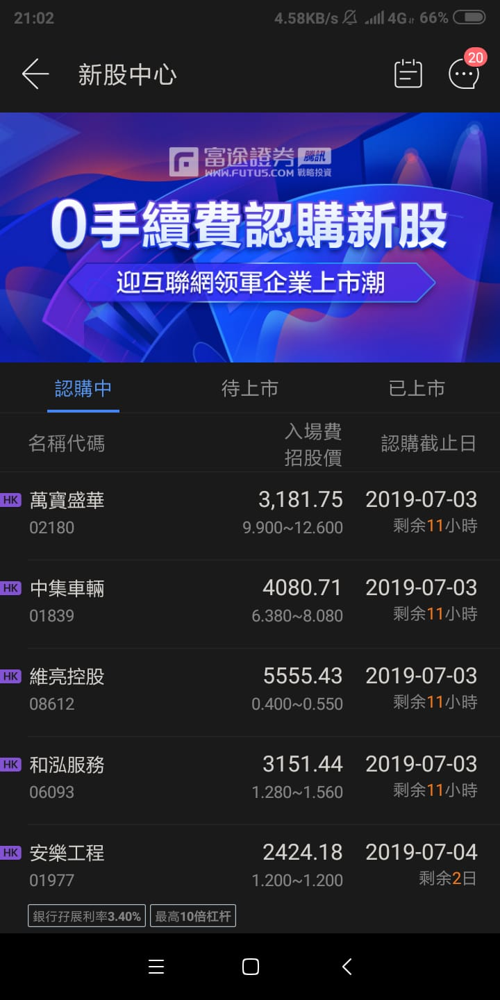 21:02
4.58KB/s 4G 66%
新股中心
20
富途證券 騰訊
WWW.FUTU5.COM 戰略投資
0手續費認購新股
迎互聯網领軍企業上市潮
認購中 待上市 已上市
名稱代碼 入場費 招股價 認購截止日
HK 萬寶盛華 3,181.75 2019-07-03
02180 9.900~12.600 剩余11小時
HK 中集車輛 4080.71 2019-07-03
01839 6.380~8.080 剩余11小時
HK 維亮控股 5555.43 2019-07-03
08612 0.400~0.550 剩余11小時
HK 和泓服務 3151.44 2019-07-03
06093 1.280~1.560 剩余11小時
HK 安樂工程 2424.18 2019-07-04
01977 1.200~1.200 剩余2日
銀行孖展利率3.40% 最高10倍杠杆